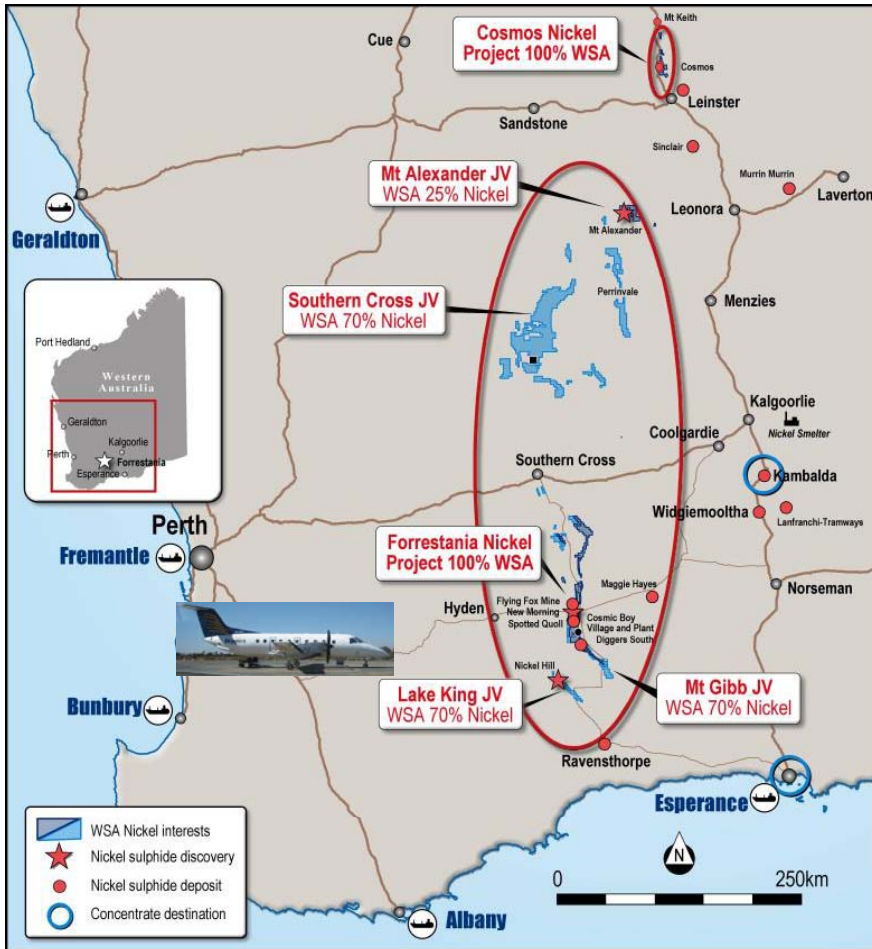 Mt Keith
Cue
Cosmos Nickel
Project 100% WSA
Cosmos
Leinster
Sandstone
Sinclair
Mt Alexander JV
WSA 25% Nickel
Murrin Murrin
Laverton
Leonora
Geraldton
Mt Alexander
Perrinvale
Southern Cross JV
WSA 70% Nickel
Menzies
Port Hedland
Western
Australia
Geraldton
Kalgoorlie
Perth
Forrestania
Esperance
Kalgoorlie
Nickel Smelter
Coolgardie
Southern Cross
Kambalda
Widgiemooltha
Lanfranchi-Tramways
Perth
Fremantle
Forrestania Nickel
Project 100% WSA
Maggie Hayes
Norseman
Hyden
Flying Fox Mine
New Morning
Spotted Quoll
Cosmic Boy
Village and Plant
Diggers South
Nickel Hill
Bunbury
Lake King JV
WSA 70% Nickel
Mt Gibb JV
WSA 70% Nickel
Ravensthorpe
Esperance
WSA Nickel interests
Nickel sulphide discovery
Nickel sulphide deposit
Concentrate destination
N
0 250km
Albany